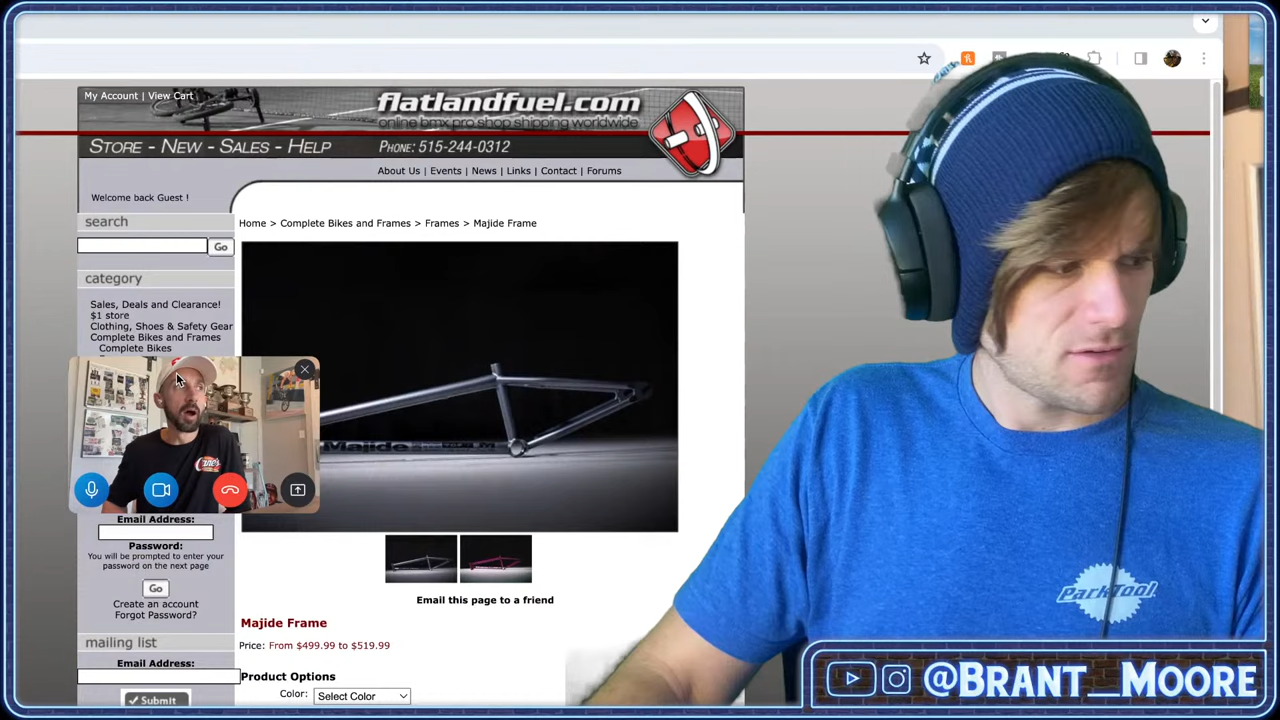 My Account | View Cart
flatlandfuel.com
online bmx pro shop shipping worldwide
STORE - NEW - SALES - HELP
PHONE: 515-244-0312
About Us | Events | News | Links | Contact | Forums
Welcome back Guest !
search
Go
Home > Complete Bikes and Frames > Frames > Majide Frame
category
Sales, Deals and Clearance!
$1 store
Clothing, Shoes & Safety Gear
Complete Bikes and Frames
Complete Bikes
Majide
Email Address:
Password:
You will be prompted to enter your
password on the next page
Go
Create an account
Forgot Password?
mailing list
Email Address:
Submit
Email this page to a friend
Majide Frame
Price: From $499.99 to $519.99
Product Options
Color: Select Color
ParkTool
@BRANT_MOORE